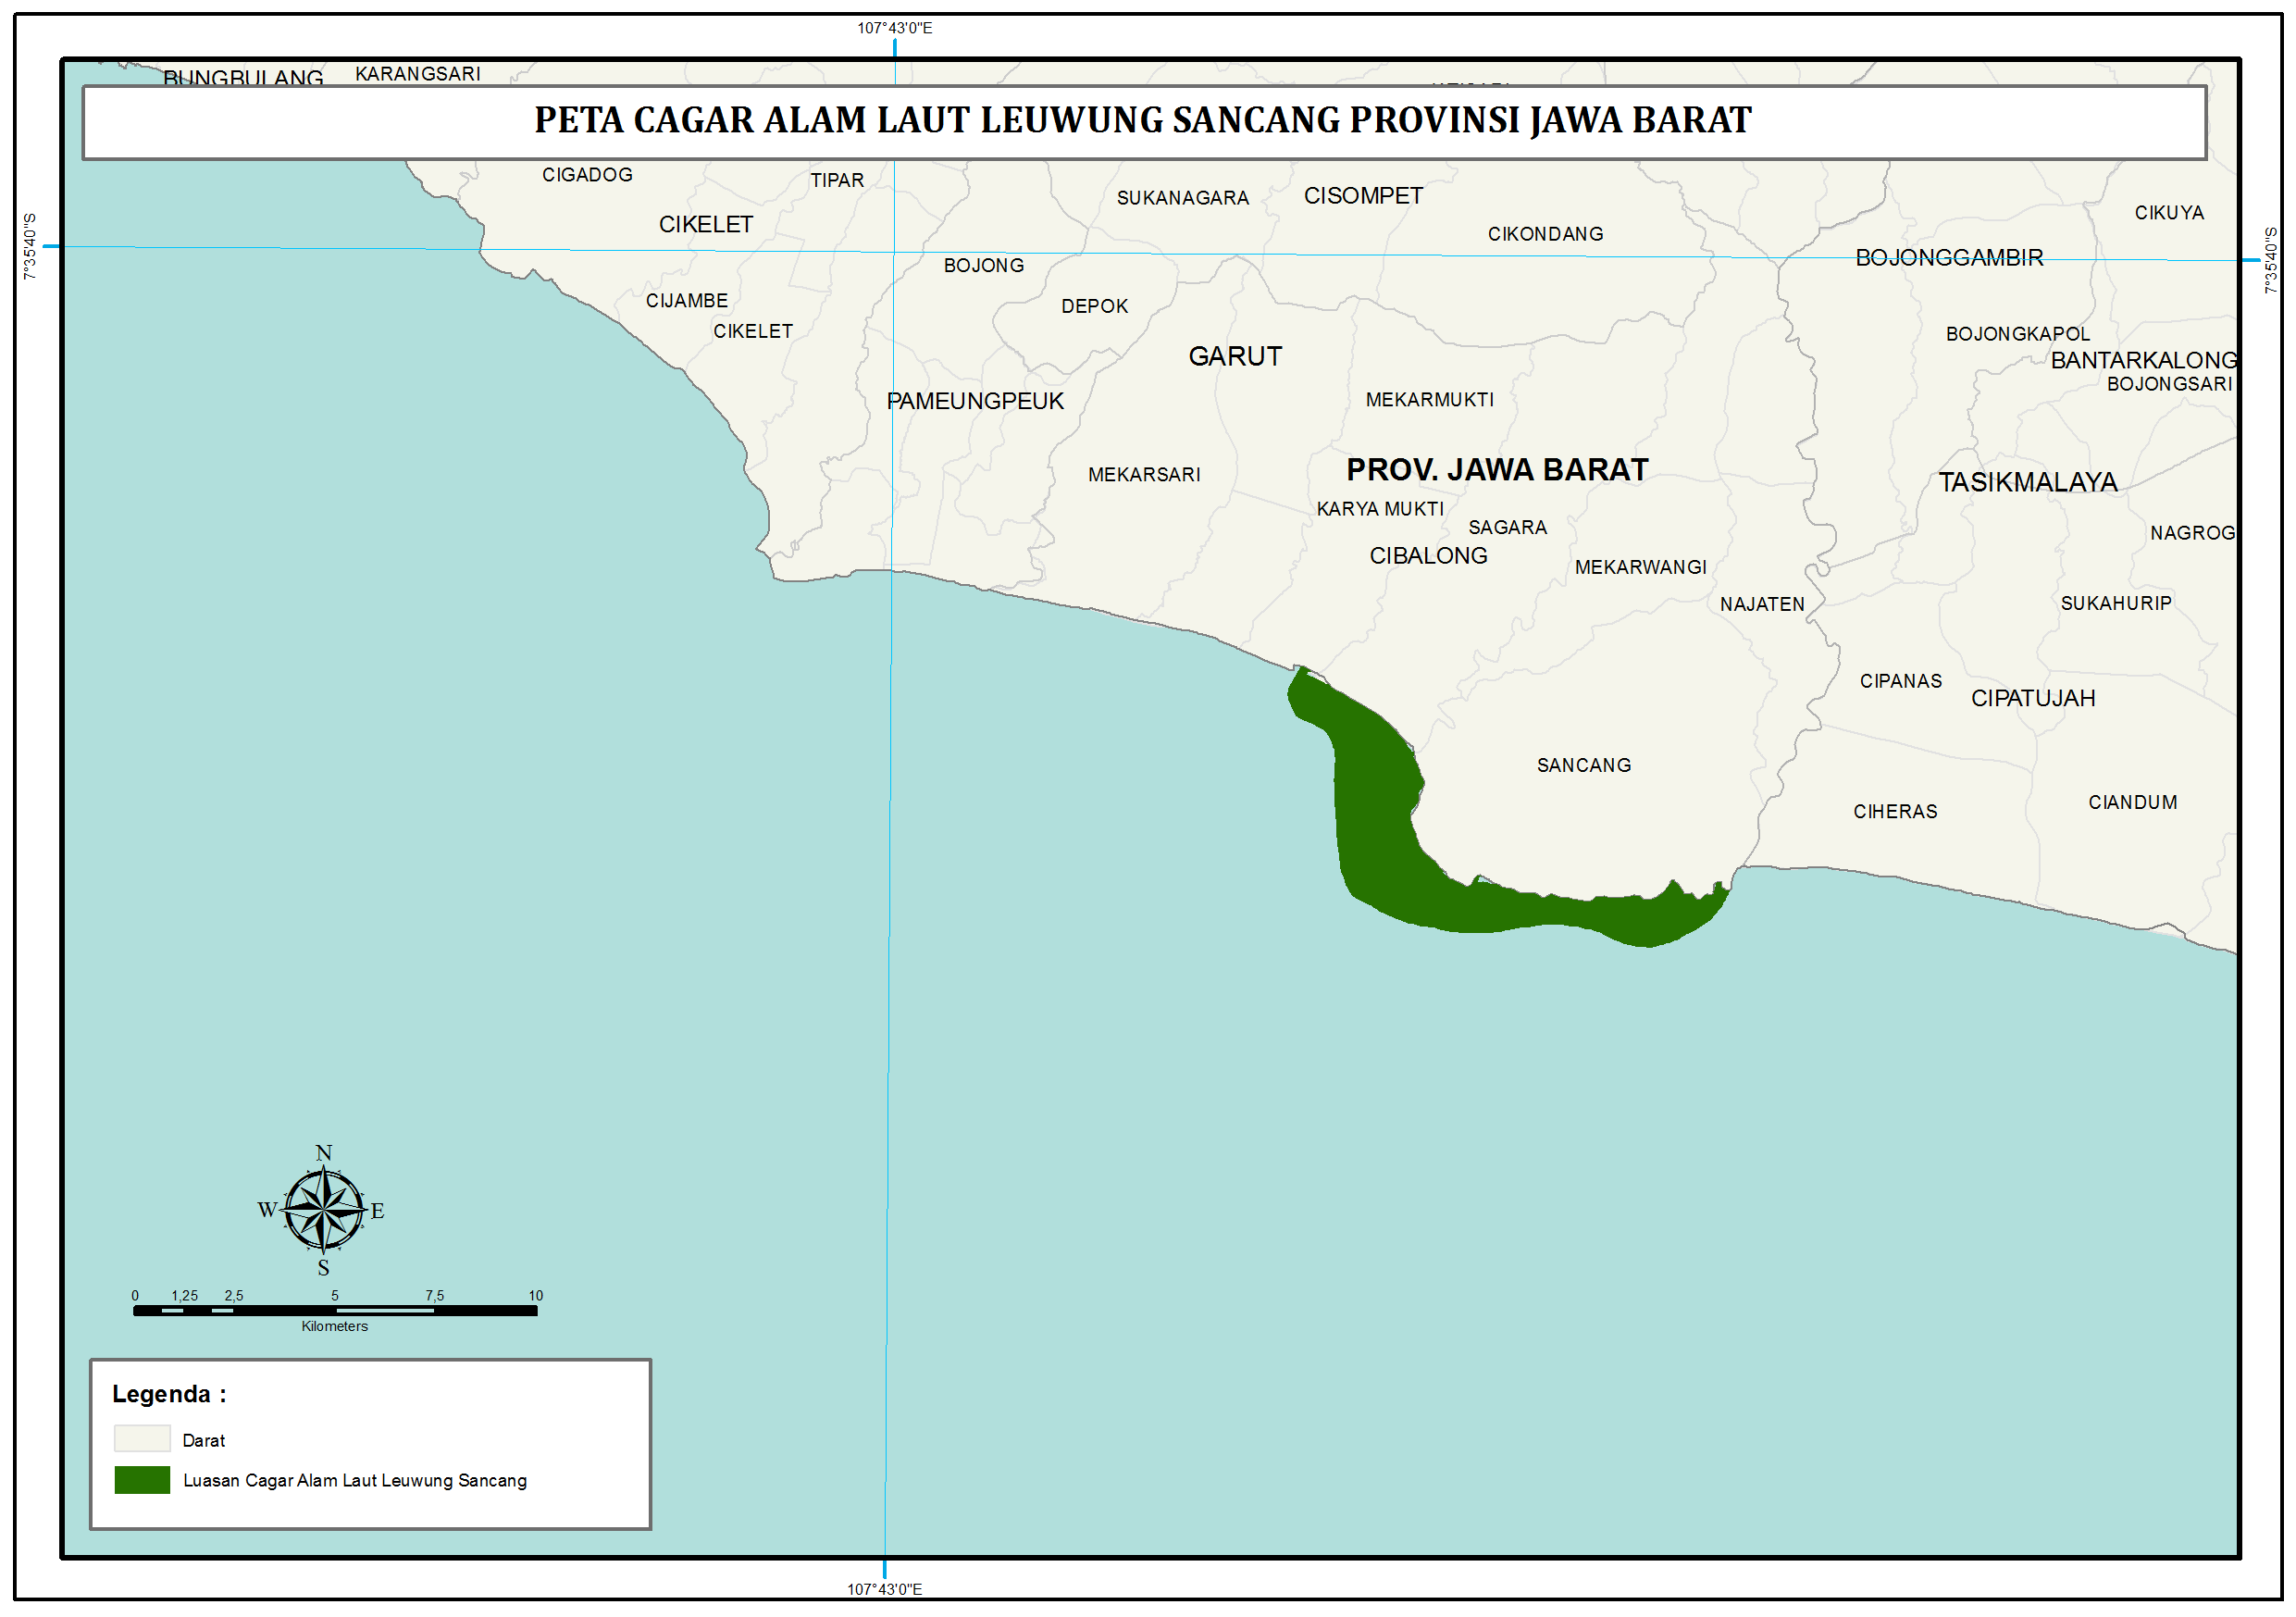 107°43'0"E
BUNGBULANG
KARANGSARI
PETA CAGAR ALAM LAUT LEUWUNG SANCANG PROVINSI JAWA BARAT
CIGADOG
TIPAR
SUKANAGARA
CISOMPET
CIKUYA
CIKELET
CIKONDANG
7°35'40"S
7°35'40"S
BOJONG
BOJONGGAMBIR
CIJAMBE
DEPOK
CIKELET
BOJONGKAPOL
GARUT
BANTARKALONG
BOJONGSARI
PAMEUNGPEUK
MEKARMUKTI
MEKARSARI
PROV. JAWA BARAT
TASIKMALAYA
KARYA MUKTI
SAGARA
NAGROG
CIBALONG
MEKARWANGI
NAJATEN
SUKAHURIP
CIPANAS
CIPATUJAH
SANCANG
CIHERAS
CIANDUM
N
W
E
S
0 1,25 2,5 5 7,5 10
Kilometers
Legenda :
Darat
Luasan Cagar Alam Laut Leuwung Sancang
107°43'0"E